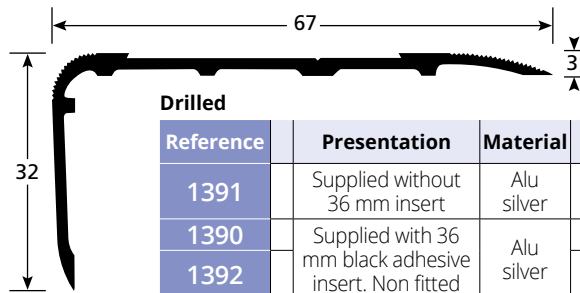 67
3
32
Drilled
Reference Presentation Material
1391 Supplied without 36 mm insert Alu silver
1390 Supplied with 36 mm black adhesive insert. Non fitted Alu silver
1392